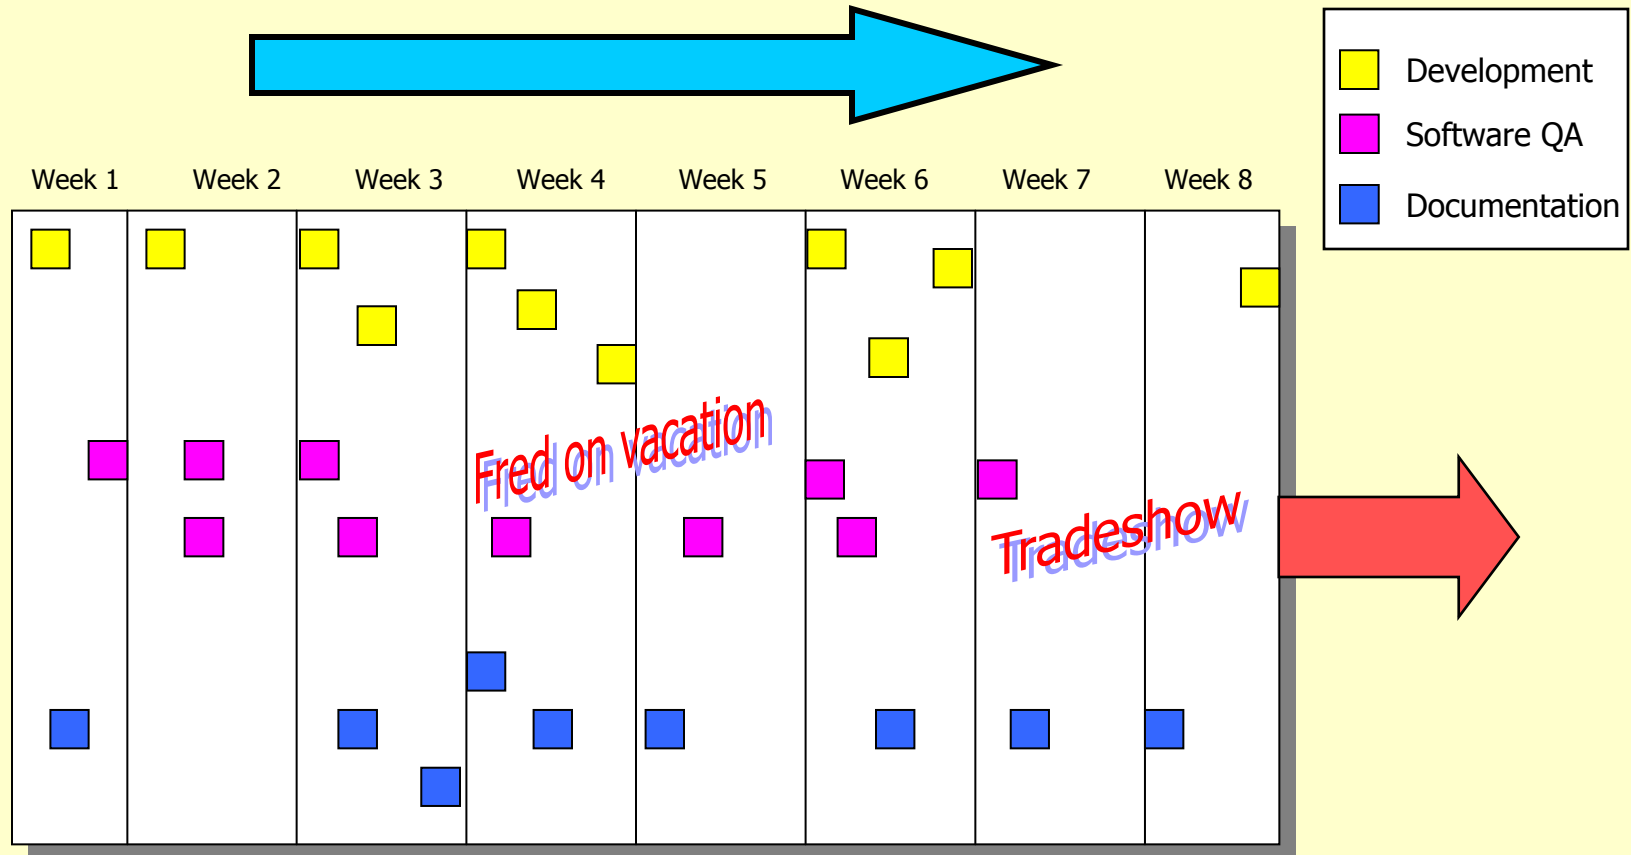 Development
Software QA
Documentation
Week 1 Week 2 Week 3 Week 4 Week 5 Week 6 Week 7 Week 8
Fred on vacation
Tradeshow